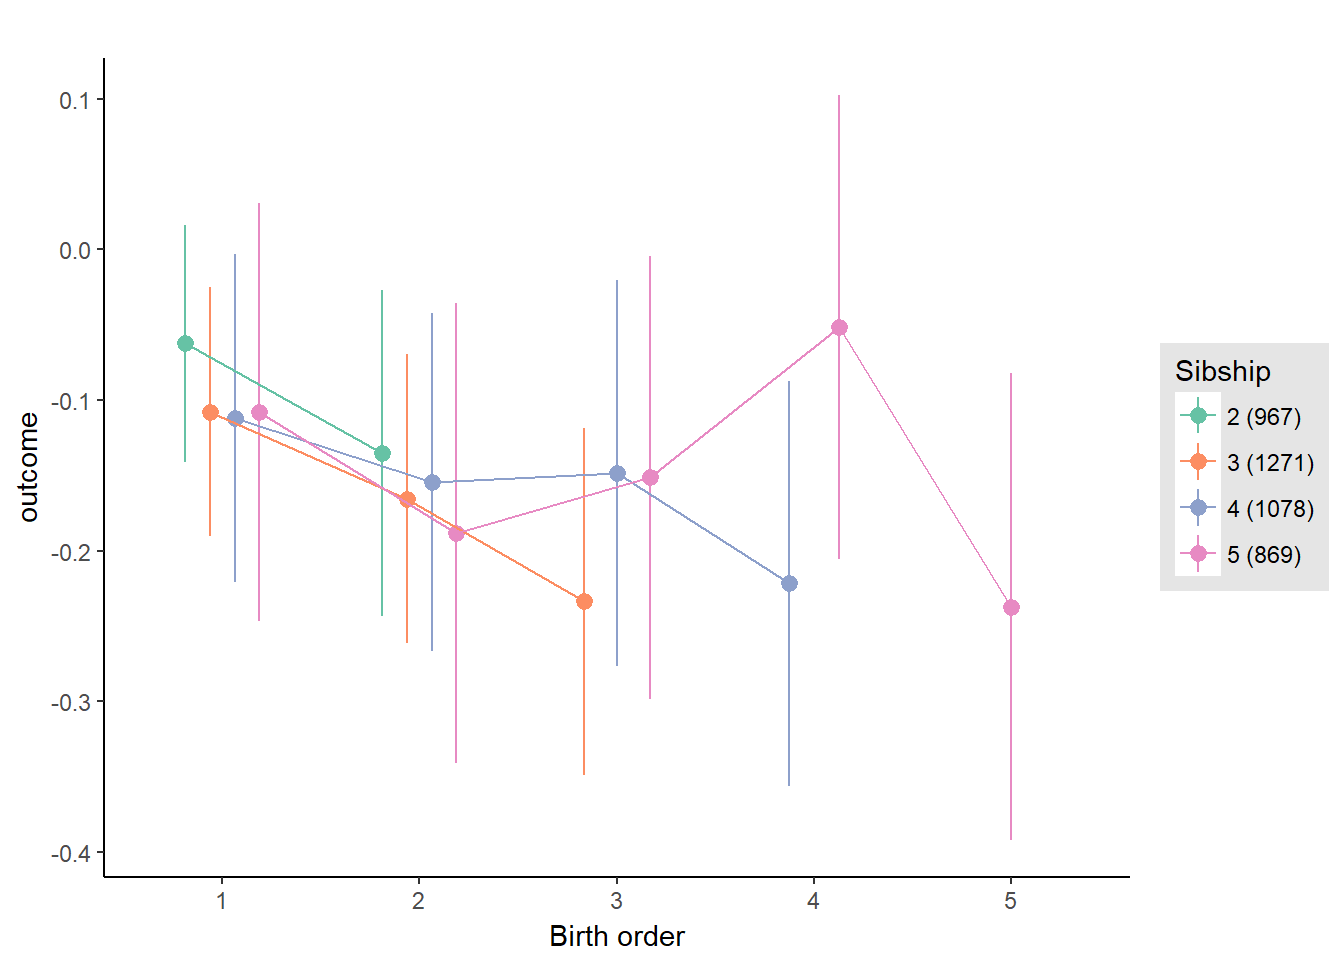 0.1
0.0
-0.1
-0.2
-0.3
-0.4
outcome
1 2 3 4 5
Birth order
Sibship
2 (967)
3 (1271)
4 (1078)
5 (869)